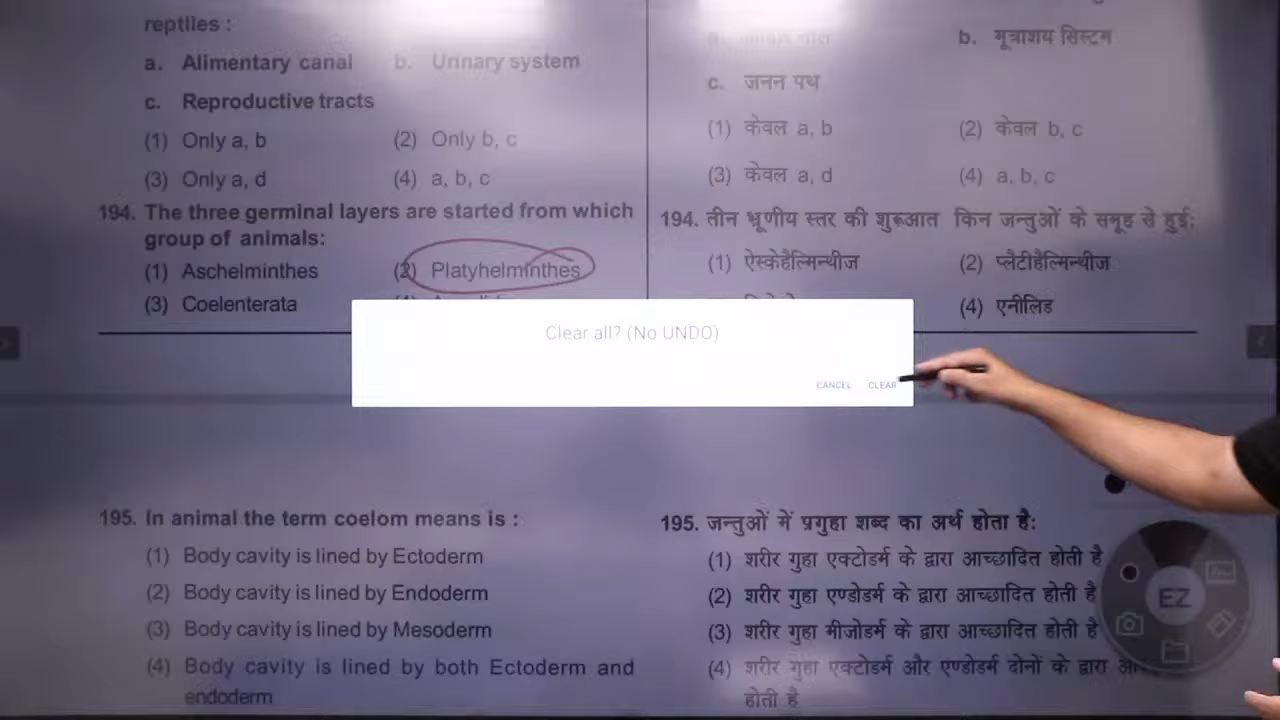 reptiles :
a. Alimentary canal b. Urinary system
c. Reproductive tracts
(1) Only a, b (2) Only b, c
(3) Only a, d (4) a, b, c
194. The three germinal layers are started from which
group of animals:
(1) Aschelminthes (2) Platyhelminthes
(3) Coelenterata
b. मूत्राशय सिस्टम
c. जनन पथ
(1) केवल a, b (2) केवल b, c
(3) केवल a, d (4) a, b, c
194. तीन भ्रूणीय स्तर की शुरूआत किन जन्तुओं के समूह से हुई:
(1) ऐस्केहैल्मिन्थीज (2) प्लैटीहैल्मिन्थीज
(4) एनीलिड
Clear all? (No UNDO)
CANCEL CLEAR
195. In animal the term coelom means is :
(1) Body cavity is lined by Ectoderm
(2) Body cavity is lined by Endoderm
(3) Body cavity is lined by Mesoderm
(4) Body cavity is lined by both Ectoderm and
endoderm
195. जन्तुओं में प्रगुहा शब्द का अर्थ होता है:
(1) शरीर गुहा एक्टोडर्म के द्वारा आच्छादित होती है
(2) शरीर गुहा एण्डोडर्म के द्वारा आच्छादित होती है
(3) शरीर गुहा मीजोडर्म के द्वारा आच्छादित होती है
(4) शरीर गुहा एक्टोडर्म और एण्डोडर्म दोनों के द्वारा
होती है
EZ